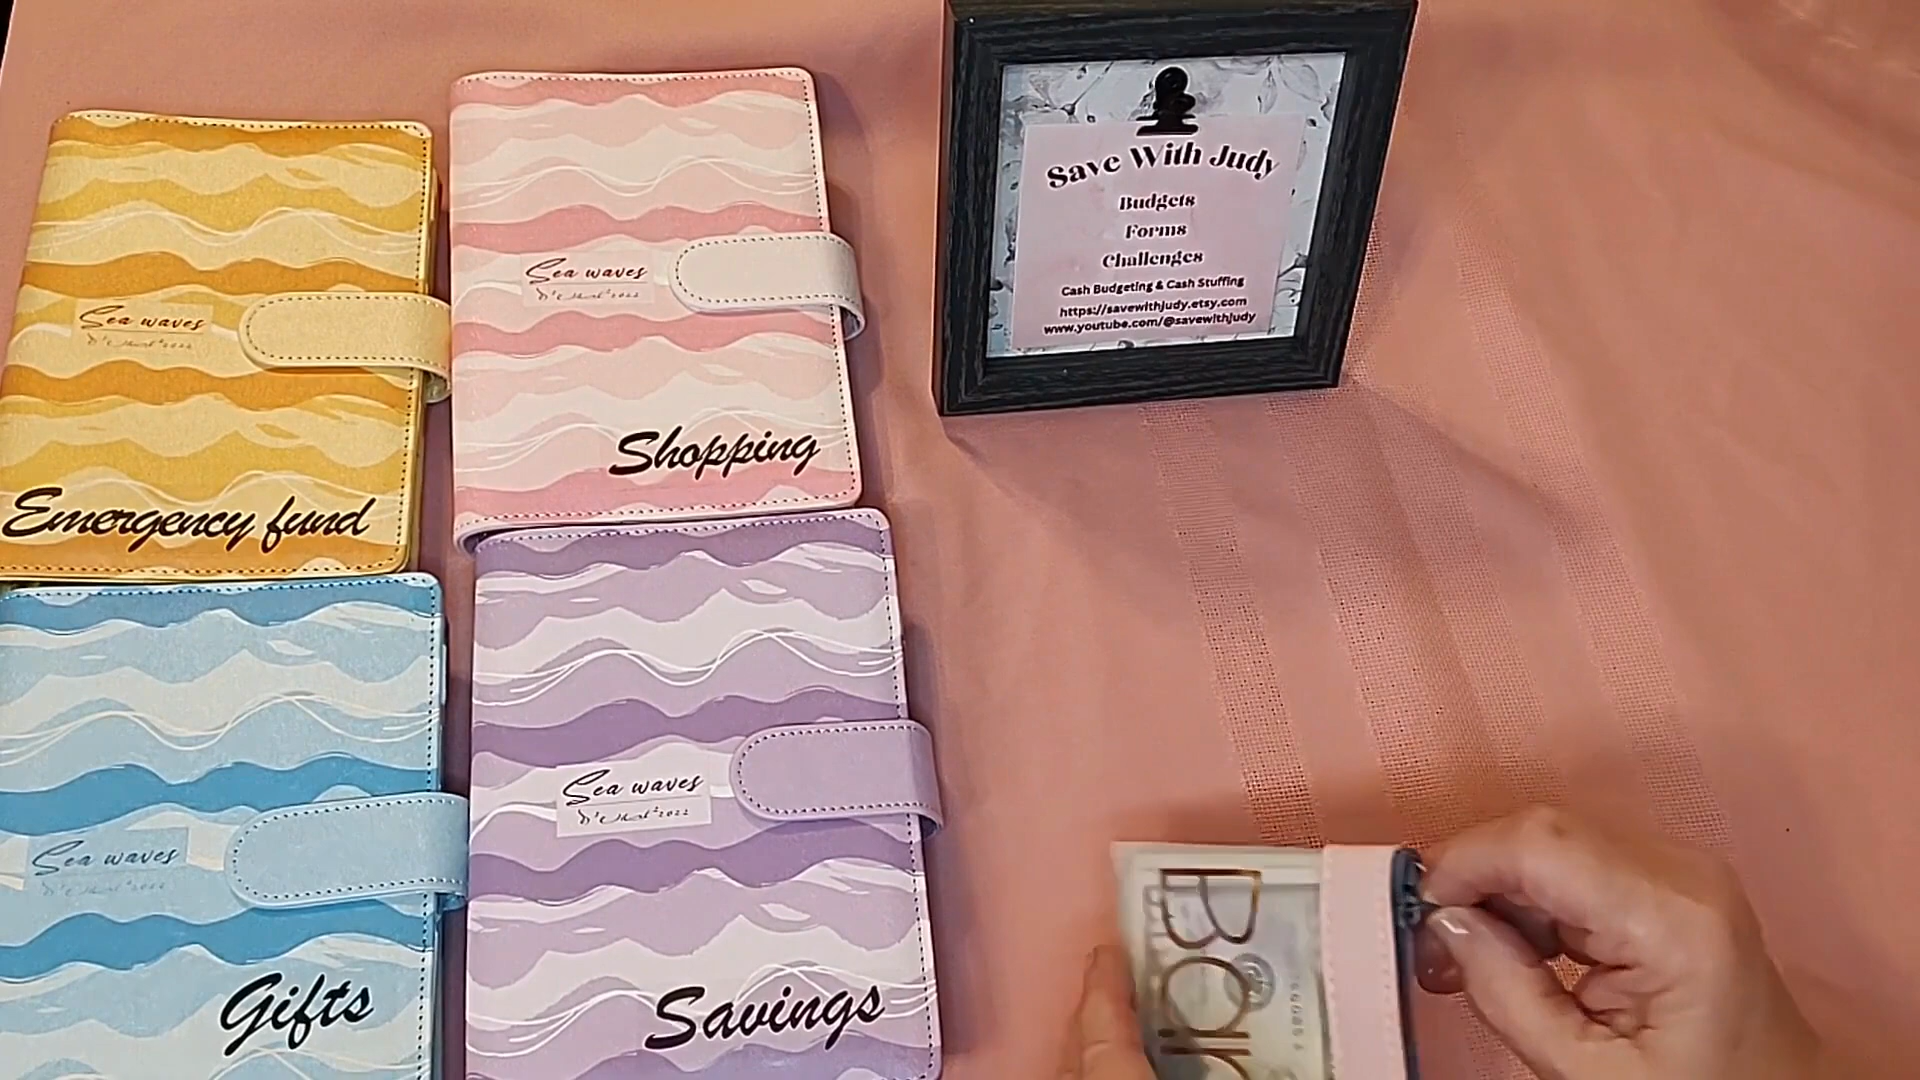 Sea waves
Emergency fund
Sea waves
Shopping
Save With Judy
Budgets
Forms
Challenges
Cash Budgeting & Cash Stuffing
https://savewithjudy.etsy.com
www.youtube.com/@savewithjudy
Sea waves
Gifts
Sea waves
Savings
Ban